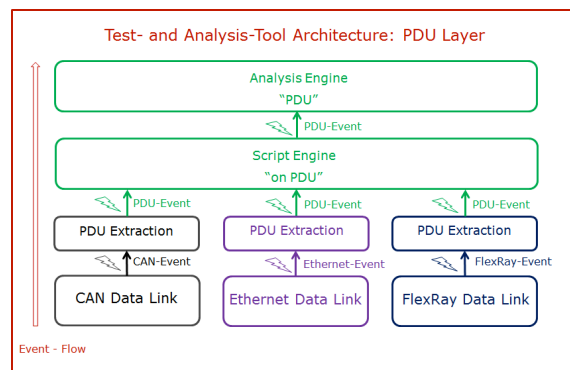 Test- and Analysis-Tool Architecture: PDU Layer
Analysis Engine
“PDU”
PDU-Event
Script Engine
“on PDU”
PDU-Event
PDU-Event
PDU-Event
PDU Extraction
PDU Extraction
PDU Extraction
CAN-Event
Ethernet-Event
FlexRay-Event
CAN Data Link
Ethernet Data Link
FlexRay Data Link
Event - Flow